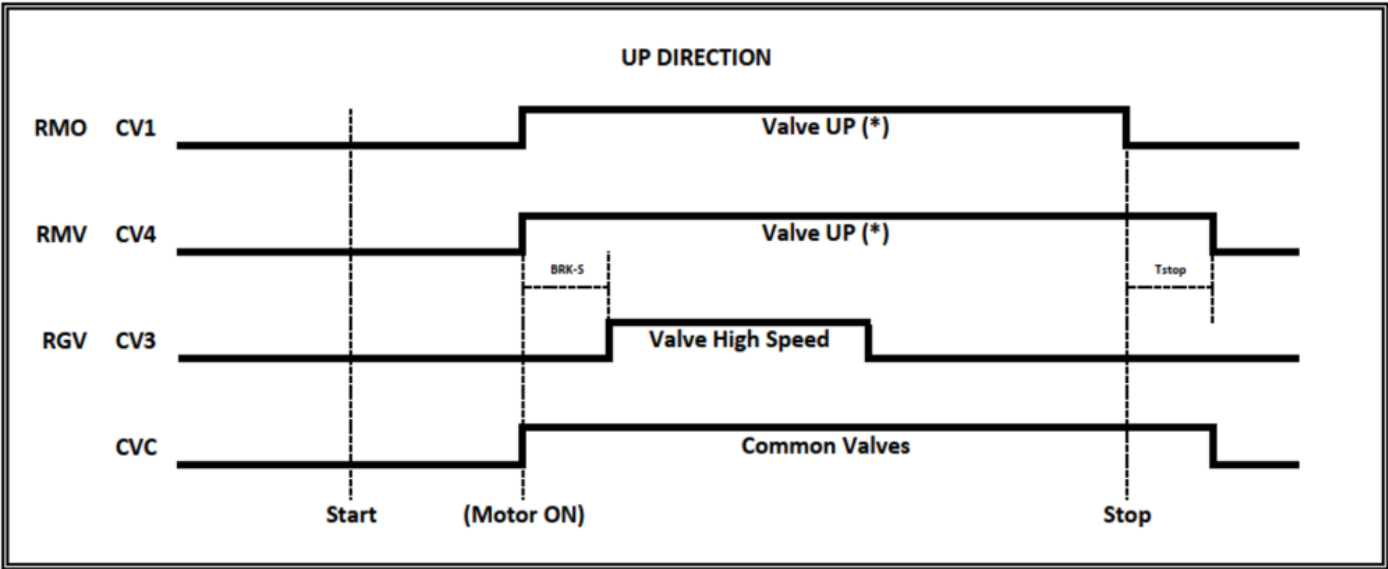 UP DIRECTION
RMO CV1 Valve UP (*)
RMV CV4 Valve UP (*)
BRK-S Tstop
RGV CV3 Valve High Speed
CVC Common Valves
Start (Motor ON) Stop